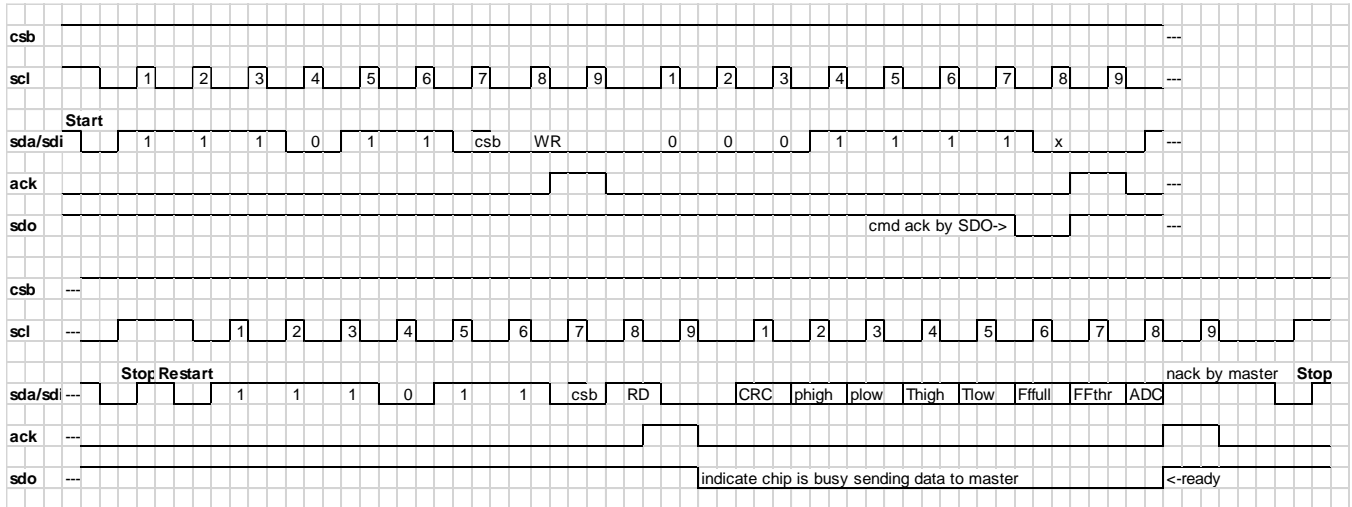 csb ---
scl 1 2 3 4 5 6 7 8 9 1 2 3 4 5 6 7 8 9 ---
Start
sda/sdi 1 1 1 0 1 1 csb WR 0 0 0 1 1 1 1 x ---
ack ---
sdo cmd ack by SDO-> ---
csb ---
scl --- 1 2 3 4 5 6 7 8 9 1 2 3 4 5 6 7 8 9
Stop Restart nack by master Stop
sda/sdi --- 1 1 1 0 1 1 csb RD CRC phigh plow Thigh Tlow Fffull FFthr ADC
ack ---
sdo --- indicate chip is busy sending data to master <-ready